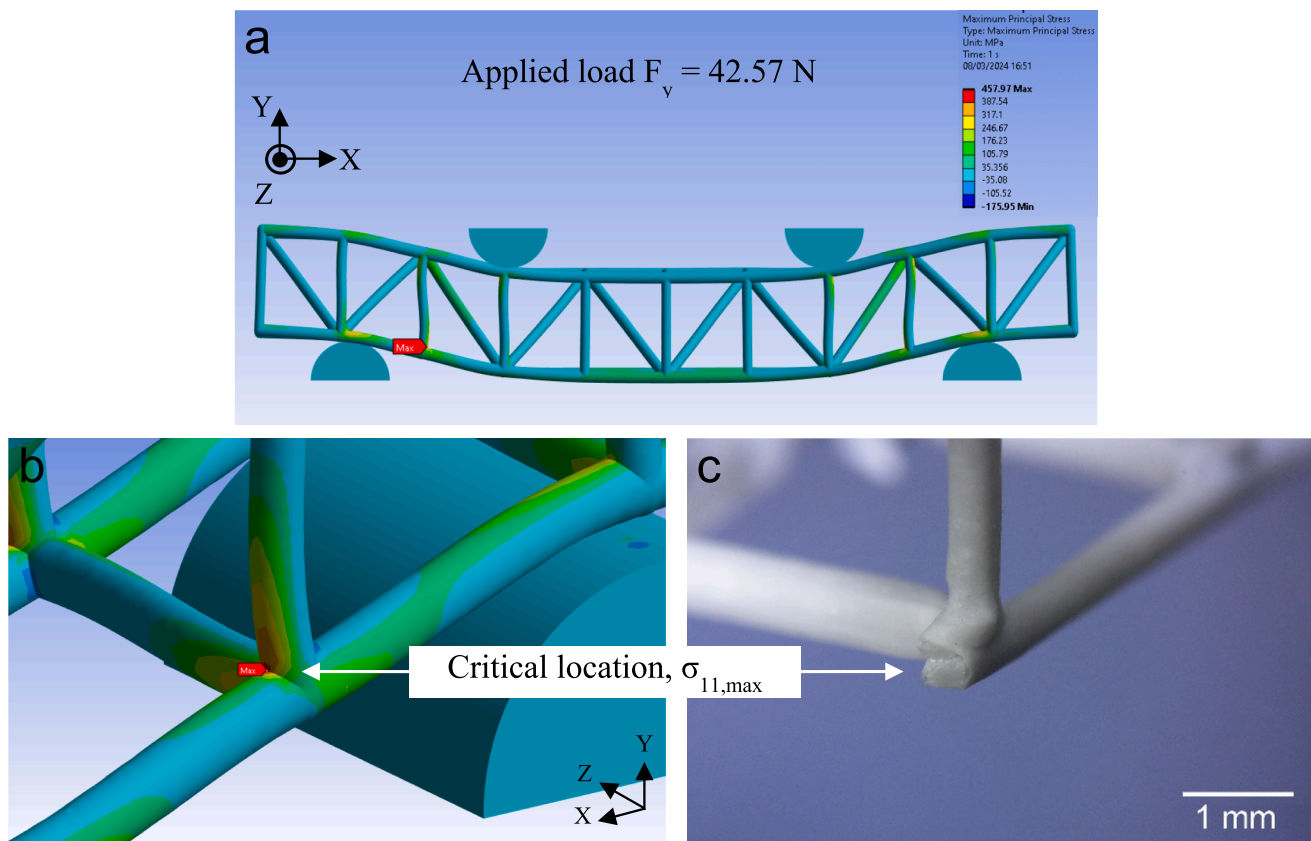 a
Applied load Fy = 42.57 N
Maximum Principal Stress
Type: Maximum Principal Stress
Unit: MPa
Time: 1 s
08/03/2024 16:51
457.97 Max
387.54
317.1
246.67
176.23
105.79
35.356
-35.08
-105.52
-175.95 Min
Y
X
Z
Max
b
c
Max
Critical location, σ11,max
Y
Z
X
1 mm